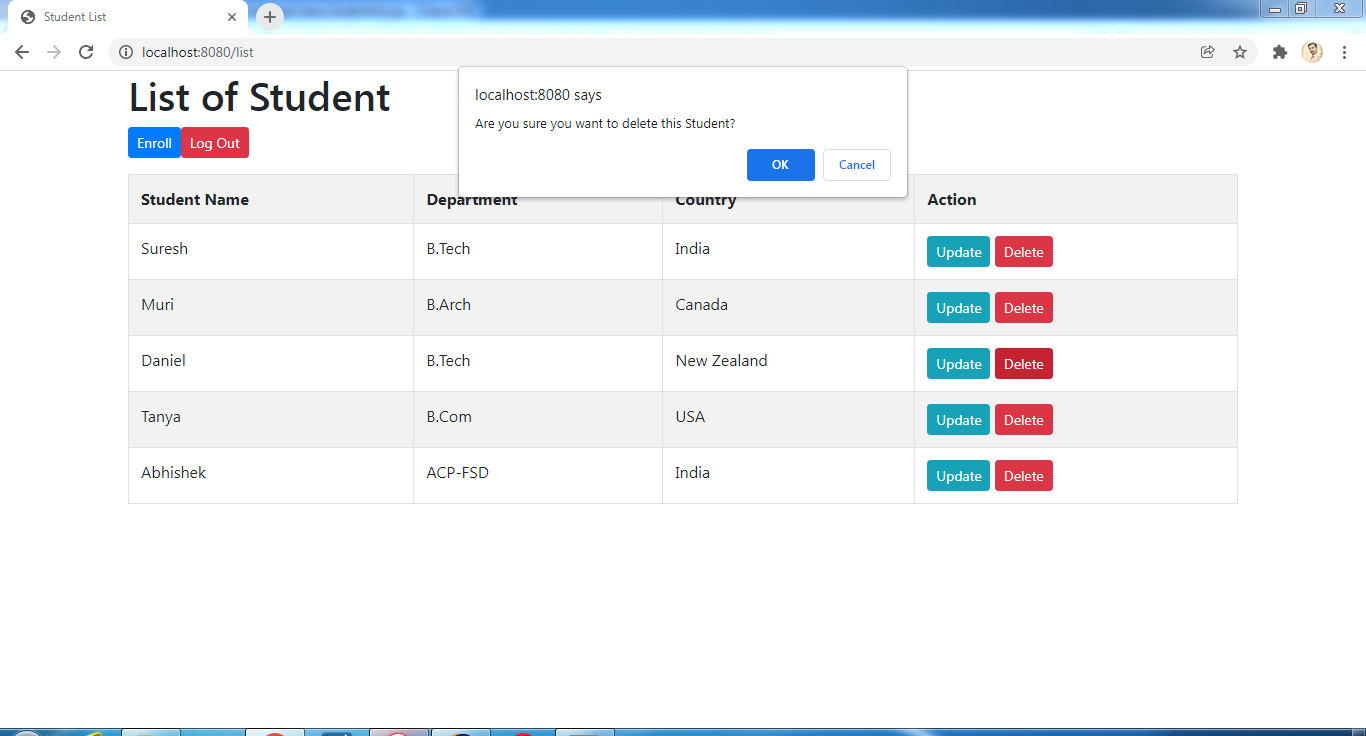 Student List
localhost:8080/list
List of Student
localhost:8080 says
Are you sure you want to delete this Student?
OK Cancel
Enroll Log Out
Student Name Department Country Action
Suresh B.Tech India Update Delete
Muri B.Arch Canada Update Delete
Daniel B.Tech New Zealand Update Delete
Tanya B.Com USA Update Delete
Abhishek ACP-FSD India Update Delete